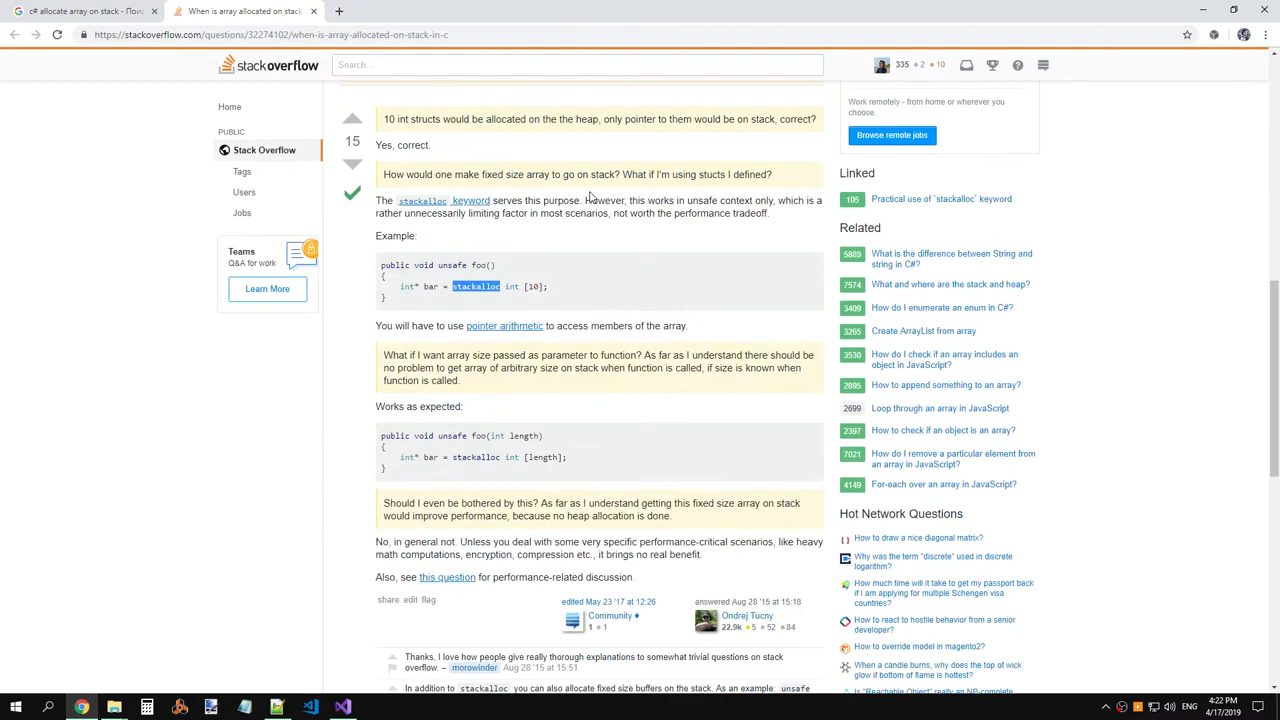 c# allocate array on stack - Пои
When is array allocated on stack
https://stackoverflow.com/questions/32274102/when-is-array-allocated-on-stack-in-c
stackoverflow
Search…
335 2 10
Home
PUBLIC
Stack Overflow
Tags
Users
Jobs
Teams
Q&A for work
Learn More
15
10 int structs would be allocated on the the heap, only pointer to them would be on stack, correct?
Yes, correct.
How would one make fixed size array to go on stack? What if I'm using stucts I defined?
The stackalloc keyword serves this purpose. However, this works in unsafe context only, which is a
rather unnecessarily limiting factor in most scenarios, not worth the performance tradeoff.
Example:
public void unsafe foo()
{
int* bar = stackalloc int [10];
}
You will have to use pointer arithmetic to access members of the array.
What if I want array size passed as parameter to function? As far as I understand there should be
no problem to get array of arbitrary size on stack when function is called, if size is known when
function is called.
Works as expected:
public void unsafe foo(int length)
{
int* bar = stackalloc int [length];
}
Should I even be bothered by this? As far as I understand getting this fixed size array on stack
would improve performance, because no heap allocation is done.
No, in general not. Unless you deal with some very specific performance-critical scenarios, like heavy
math computations, encryption, compression etc., it brings no real benefit.
Also, see this question for performance-related discussion.
share edit flag
edited May 23 '17 at 12:26
Community ♦
1 1
answered Aug 28 '15 at 15:18
Ondrej Tucny
22.9k 5 52 84
Thanks, I love how people give really thorough explanations to somewhat trivial questions on stack
overflow. – morowinder Aug 28 '15 at 15:51
In addition to stackalloc you can also allocate fixed size buffers on the stack. As an example: unsafe
Work remotely - from home or wherever you
choose.
Browse remote jobs
Linked
105 Practical use of `stackalloc` keyword
Related
5889 What is the difference between String and
string in C#?
7574 What and where are the stack and heap?
3409 How do I enumerate an enum in C#?
3265 Create ArrayList from array
3530 How do I check if an array includes an
object in JavaScript?
2895 How to append something to an array?
2699 Loop through an array in JavaScript
2397 How to check if an object is an array?
7021 How do I remove a particular element from
an array in JavaScript?
4149 For-each over an array in JavaScript?
Hot Network Questions
How to draw a nice diagonal matrix?
Why was the term "discrete" used in discrete
logarithm?
How much time will it take to get my passport back
if I am applying for multiple Schengen visa
countries?
How to react to hostile behavior from a senior
developer?
How to override model in magento2?
When a candle burns, why does the top of wick
glow if bottom of flame is hottest?
Is "Reachable Object" really an NP-complete
ENG
4:22 PM
4/17/2019